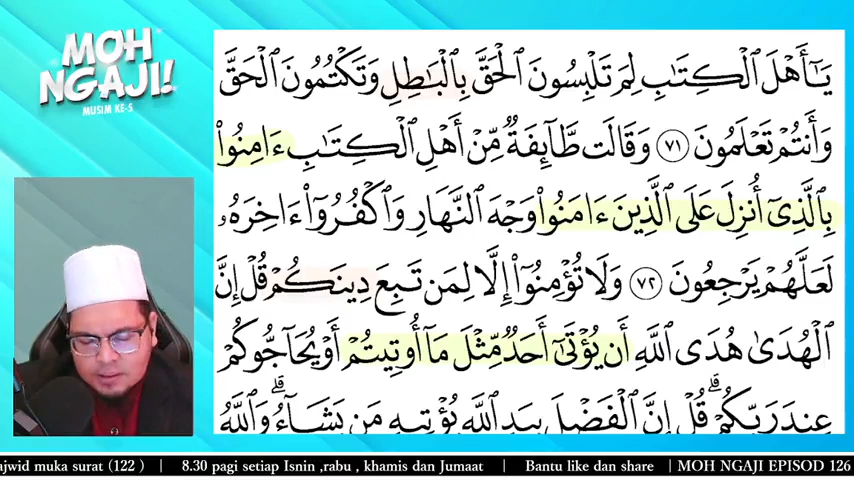 MOH
NGAJI!
MUSIM KE-5
يَـٰٓأَهْلَ ٱلْكِتَـٰبِ لِمَ تَلْبِسُونَ ٱلْحَقَّ بِٱلْبَـٰطِلِ وَتَكْتُمُونَ ٱلْحَقَّ
وَأَنتُمْ تَعْلَمُونَ ٧١ وَقَالَت طَّآئِفَةٌ مِّنْ أَهْلِ ٱلْكِتَـٰبِ ءَامِنُوا۟
بِٱلَّذِىٓ أُنزِلَ عَلَى ٱلَّذِينَ ءَامَنُوا۟ وَجْهَ ٱلنَّهَارِ وَٱكْفُرُوٓا۟ ءَاخِرَهُۥ
لَعَلَّهُمْ يَرْجِعُونَ ٧٢ وَلَا تُؤْمِنُوٓا۟ إِلَّا لِمَن تَبِعَ دِينَكُمْ قُلْ إِنَّ
ٱلْهُدَىٰ هُدَى ٱللَّهِ أَن يُؤْتَىٰٓ أَحَدٌ مِّثْلَ مَآ أُوتِيتُمْ أَوْ يُحَآجُّوكُمْ
عِندَ رَبِّكُمْ ۗ قُلْ إِنَّ ٱلْفَضْلَ بِيَدِ ٱللَّهِ يُؤْتِيهِ مَن يَشَآءُ ۗ وَٱللَّهُ
ajwid muka surat (122 ) | 8.30 pagi setiap Isnin ,rabu , khamis dan Jumaat | Bantu like dan share | MOH NGAJI EPISOD 126